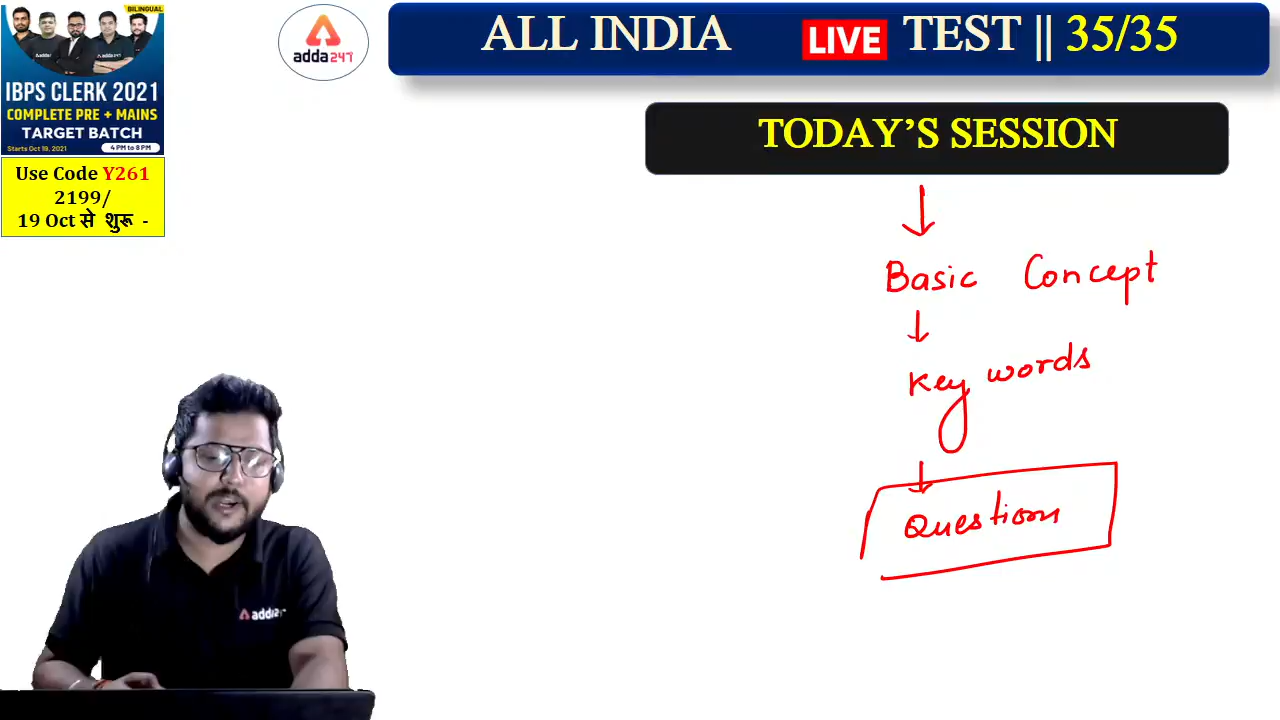 BILINGUAL
IBPS CLERK 2021
COMPLETE PRE + MAINS
TARGET BATCH
Starts Oct 19, 2021 4 PM to 8 PM
Use Code Y261
2199/
19 Oct से शुरू -
adda247
ALL INDIA LIVE TEST || 35/35
TODAY'S SESSION
Basic Concept
Key words
Question
adda247